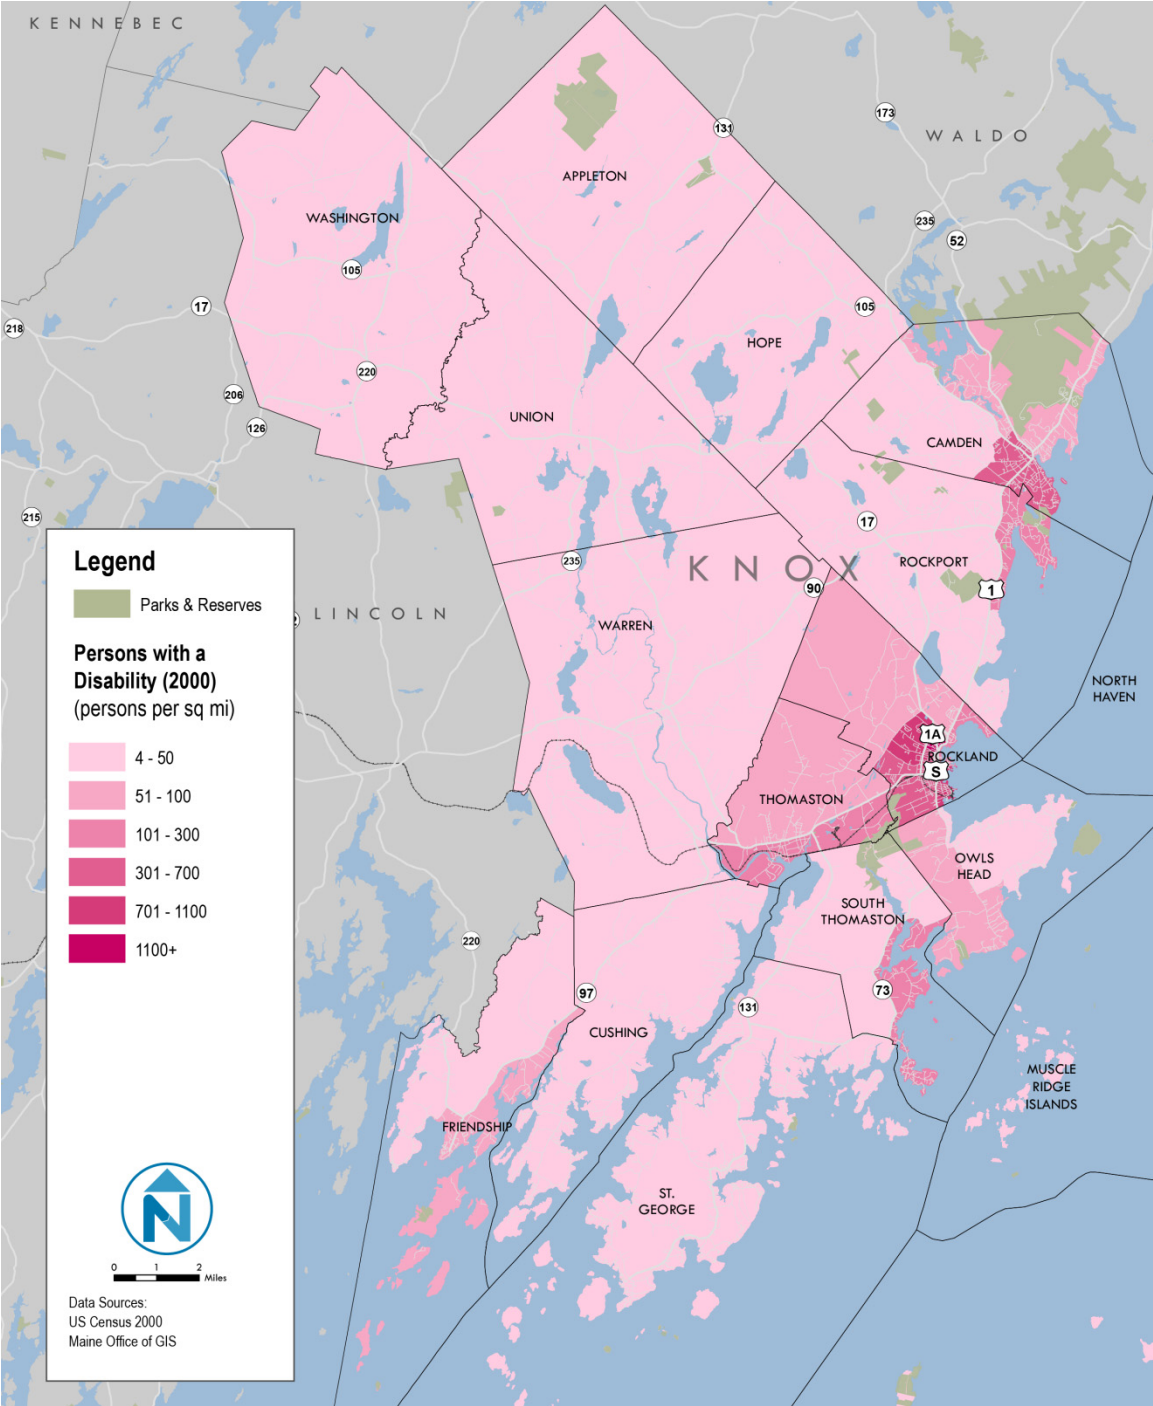 KENNEBEC
173
131
WALDO
APPLETON
WASHINGTON
235
52
105
17
105
218
HOPE
220
206
UNION
126
CAMDEN
215
17
235
KNOX
ROCKPORT
90
1
LINCOLN
WARREN
NORTH
HAVEN
1A
ROCKLAND
S
THOMASTON
OWLS
HEAD
SOUTH
THOMASTON
220
97
73
131
CUSHING
MUSCLE
RIDGE
ISLANDS
FRIENDSHIP
ST.
GEORGE
Legend
Parks & Reserves
Persons with a
Disability (2000)
(persons per sq mi)
4 - 50
51 - 100
101 - 300
301 - 700
701 - 1100
1100+
N
0 1 2
Miles
Data Sources:
US Census 2000
Maine Office of GIS